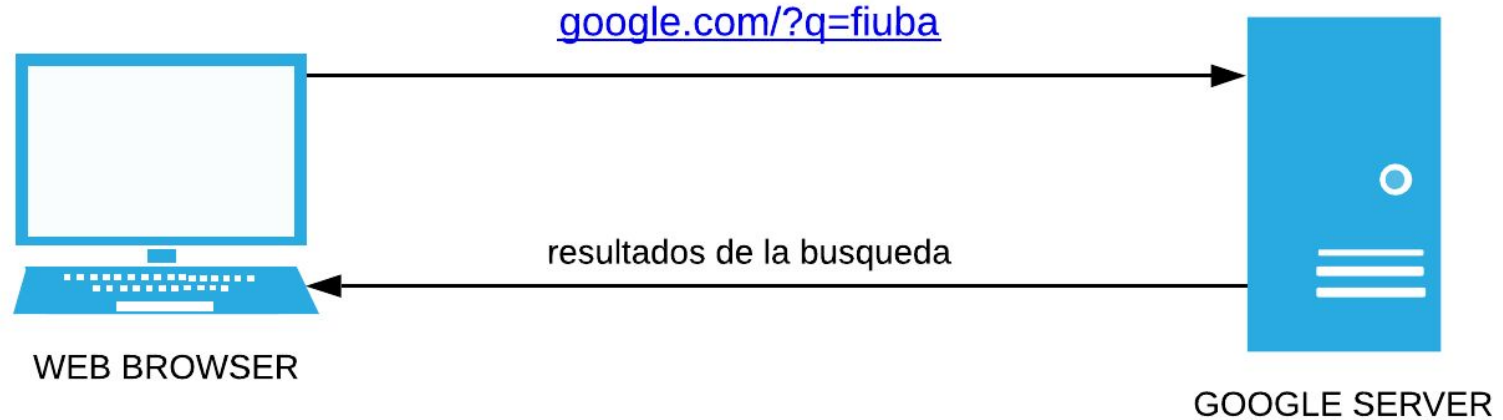 google.com/?q=fiuba
resultados de la busqueda
WEB BROWSER
GOOGLE SERVER